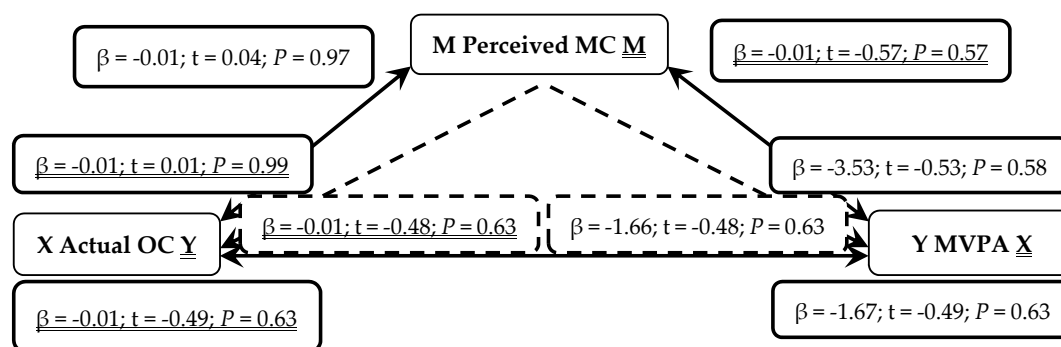 β = -0.01; t = 0.04; P = 0.97
M Perceived MC M
β = -0.01; t = -0.57; P = 0.57
β = -0.01; t = 0.01; P = 0.99
β = -3.53; t = -0.53; P = 0.58
X Actual OC Y
β = -0.01; t = -0.48; P = 0.63
β = -1.66; t = -0.48; P = 0.63
Y MVPA X
β = -0.01; t = -0.49; P = 0.63
β = -1.67; t = -0.49; P = 0.63